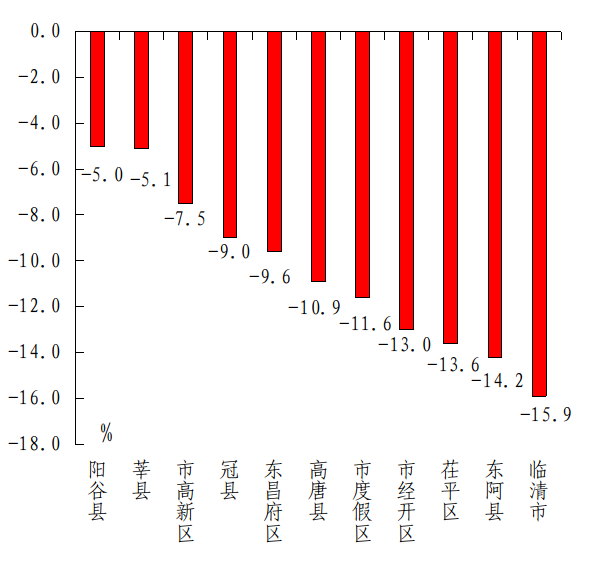 0.0
-2.0
-4.0
-6.0
-8.0
-10.0
-12.0
-14.0
-16.0
-18.0
%
-5.0
-5.1
-7.5
-9.0
-9.6
-10.9
-11.6
-13.0
-13.6
-14.2
-15.9
阳谷县
莘县
市高新区
冠县
东昌府区
高唐县
市度假区
市经开区
茌平区
东阿县
临清市